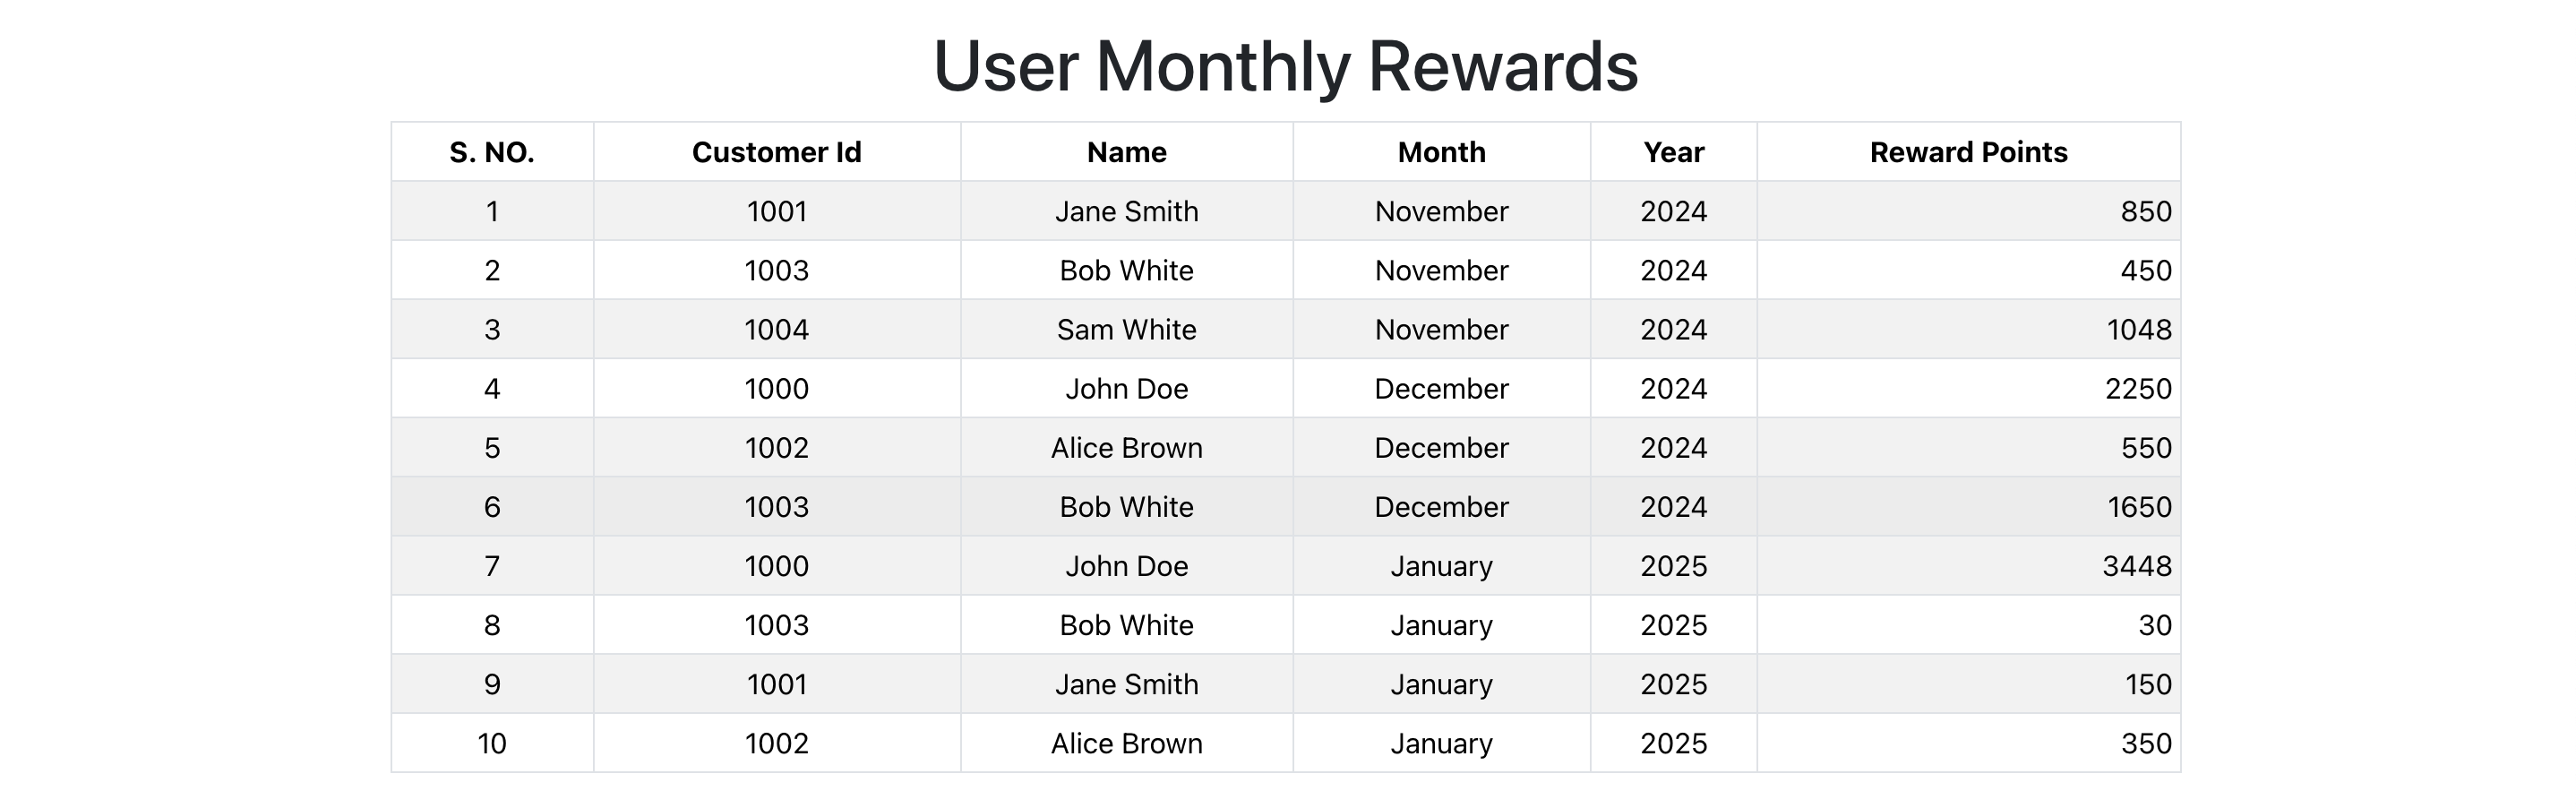 User Monthly Rewards
S. NO. Customer Id Name Month Year Reward Points
1 1001 Jane Smith November 2024 850
2 1003 Bob White November 2024 450
3 1004 Sam White November 2024 1048
4 1000 John Doe December 2024 2250
5 1002 Alice Brown December 2024 550
6 1003 Bob White December 2024 1650
7 1000 John Doe January 2025 3448
8 1003 Bob White January 2025 30
9 1001 Jane Smith January 2025 150
10 1002 Alice Brown January 2025 350